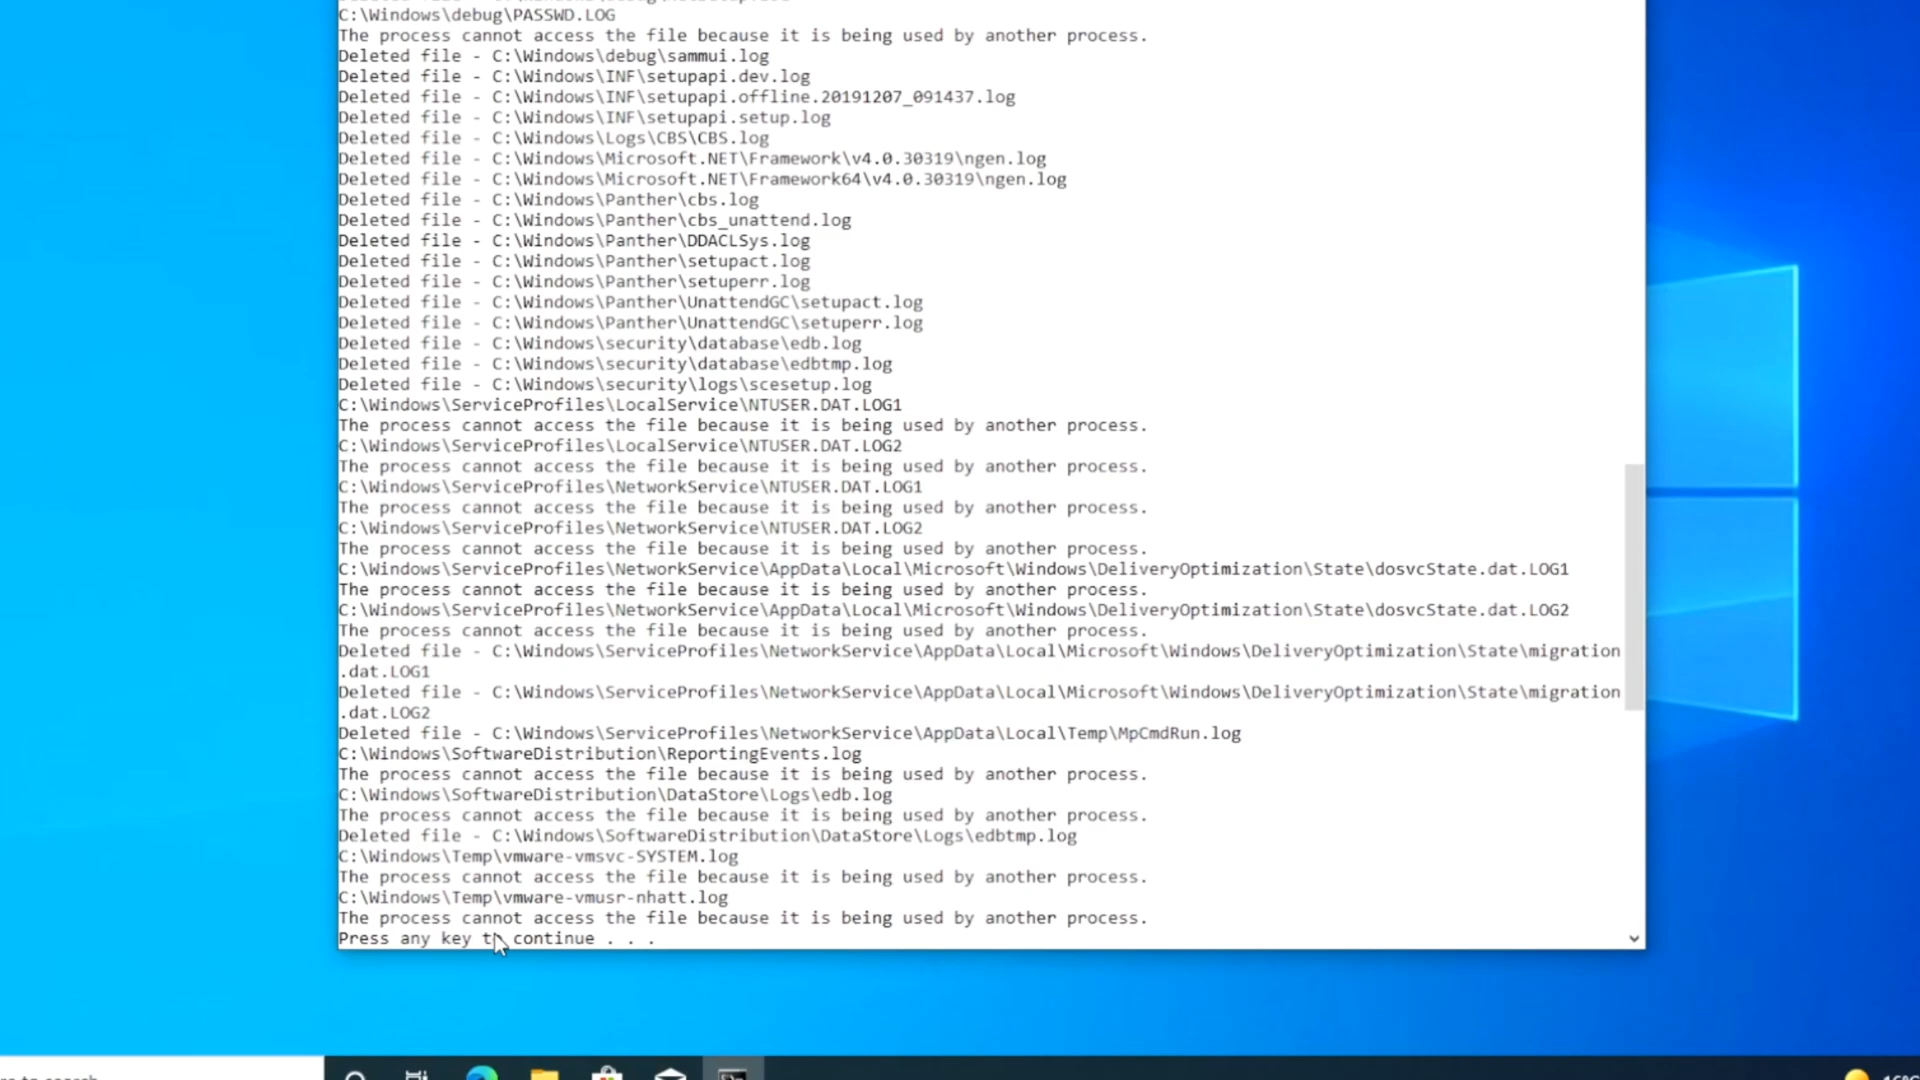 C:\Windows\debug\PASSWD.LOG
The process cannot access the file because it is being used by another process.
Deleted file - C:\Windows\debug\sammui.log
Deleted file - C:\Windows\INF\setupapi.dev.log
Deleted file - C:\Windows\INF\setupapi.offline.20191207_091437.log
Deleted file - C:\Windows\INF\setupapi.setup.log
Deleted file - C:\Windows\Logs\CBS\CBS.log
Deleted file - C:\Windows\Microsoft.NET\Framework\v4.0.30319\ngen.log
Deleted file - C:\Windows\Microsoft.NET\Framework64\v4.0.30319\ngen.log
Deleted file - C:\Windows\Panther\cbs.log
Deleted file - C:\Windows\Panther\cbs_unattend.log
Deleted file - C:\Windows\Panther\DDACLSys.log
Deleted file - C:\Windows\Panther\setupact.log
Deleted file - C:\Windows\Panther\setuperr.log
Deleted file - C:\Windows\Panther\UnattendGC\setupact.log
Deleted file - C:\Windows\Panther\UnattendGC\setuperr.log
Deleted file - C:\Windows\security\database\edb.log
Deleted file - C:\Windows\security\database\edbtmp.log
Deleted file - C:\Windows\security\logs\scesetup.log
C:\Windows\ServiceProfiles\LocalService\NTUSER.DAT.LOG1
The process cannot access the file because it is being used by another process.
C:\Windows\ServiceProfiles\LocalService\NTUSER.DAT.LOG2
The process cannot access the file because it is being used by another process.
C:\Windows\ServiceProfiles\NetworkService\NTUSER.DAT.LOG1
The process cannot access the file because it is being used by another process.
C:\Windows\ServiceProfiles\NetworkService\NTUSER.DAT.LOG2
The process cannot access the file because it is being used by another process.
C:\Windows\ServiceProfiles\NetworkService\AppData\Local\Microsoft\Windows\DeliveryOptimization\State\dosvcState.dat.LOG1
The process cannot access the file because it is being used by another process.
C:\Windows\ServiceProfiles\NetworkService\AppData\Local\Microsoft\Windows\DeliveryOptimization\State\dosvcState.dat.LOG2
The process cannot access the file because it is being used by another process.
Deleted file - C:\Windows\ServiceProfiles\NetworkService\AppData\Local\Microsoft\Windows\DeliveryOptimization\State\migration
.dat.LOG1
Deleted file - C:\Windows\ServiceProfiles\NetworkService\AppData\Local\Microsoft\Windows\DeliveryOptimization\State\migration
.dat.LOG2
Deleted file - C:\Windows\ServiceProfiles\NetworkService\AppData\Local\Temp\MpCmdRun.log
C:\Windows\SoftwareDistribution\ReportingEvents.log
The process cannot access the file because it is being used by another process.
C:\Windows\SoftwareDistribution\DataStore\Logs\edb.log
The process cannot access the file because it is being used by another process.
Deleted file - C:\Windows\SoftwareDistribution\DataStore\Logs\edbtmp.log
C:\Windows\Temp\vmware-vmsvc-SYSTEM.log
The process cannot access the file because it is being used by another process.
C:\Windows\Temp\vmware-vmusr-nhatt.log
The process cannot access the file because it is being used by another process.
Press any key to continue . . .